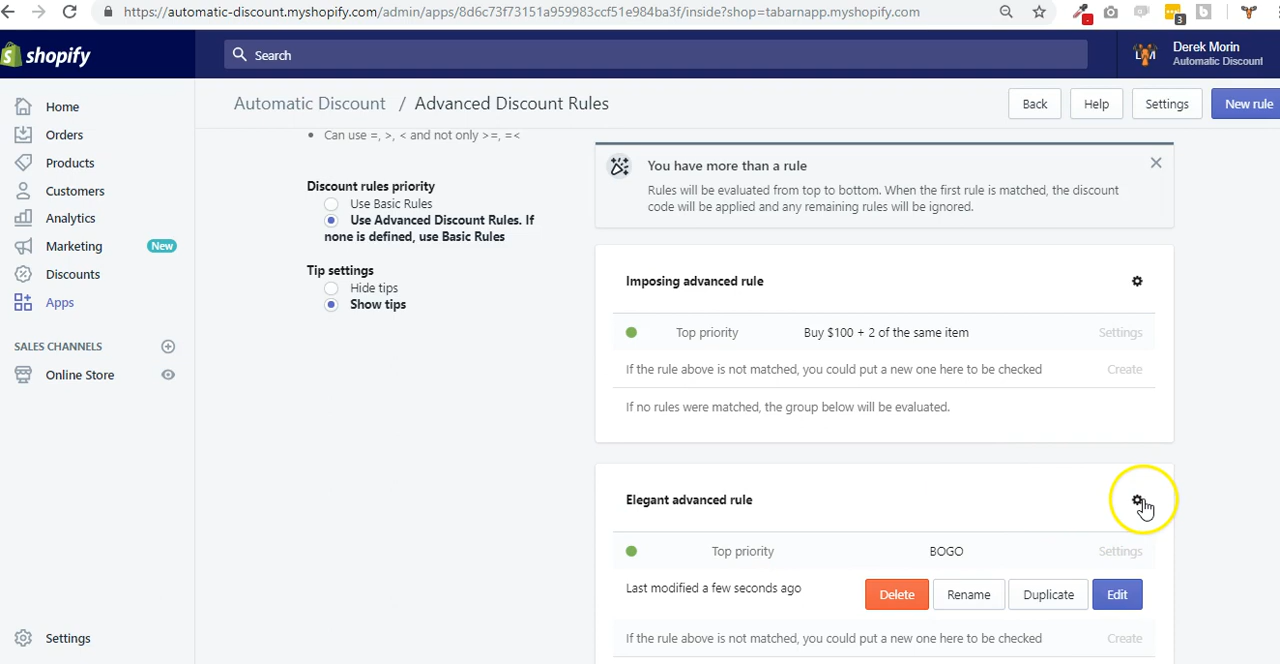 https://automatic-discount.myshopify.com/admin/apps/8d6c73f73151a959983ccf51e984ba3f/inside?shop=tabarnapp.myshopify.com
3
shopify
Search
Derek Morin
Automatic Discount
Automatic Discount / Advanced Discount Rules
Back
Help
Settings
New rule
Home
Orders
Products
Customers
Analytics
Marketing
New
Discounts
Apps
SALES CHANNELS
Online Store
Settings
• Can use =, >, < and not only >=, =<
Discount rules priority
Use Basic Rules
Use Advanced Discount Rules. If
none is defined, use Basic Rules
Tip settings
Hide tips
Show tips
You have more than a rule
Rules will be evaluated from top to bottom. When the first rule is matched, the discount
code will be applied and any remaining rules will be ignored.
Imposing advanced rule
Top priority Buy $100 + 2 of the same item Settings
If the rule above is not matched, you could put a new one here to be checked Create
If no rules were matched, the group below will be evaluated.
Elegant advanced rule
Top priority BOGO Settings
Last modified a few seconds ago Delete Rename Duplicate Edit
If the rule above is not matched, you could put a new one here to be checked Create